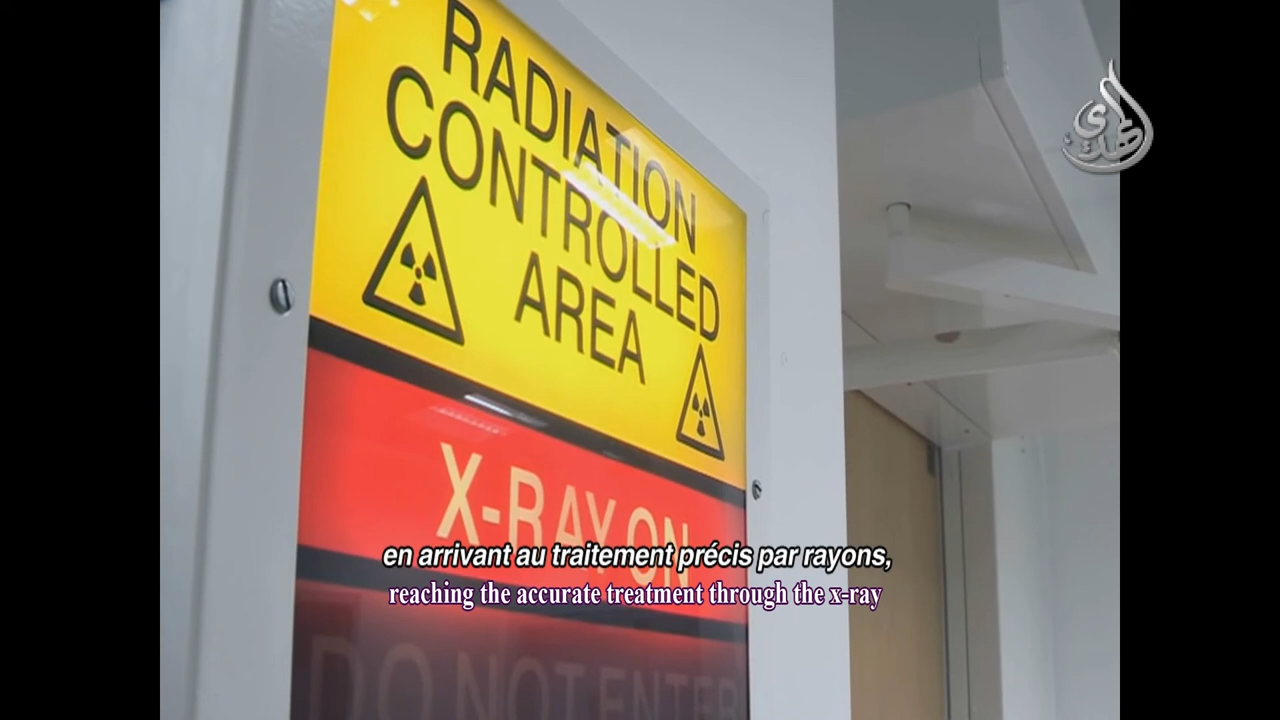 RADIATION
CONTROLLED
AREA
الهدى
X-RAY ON
en arrivant au traitement précis par rayons,
reaching the accurate treatment through the x-ray
DO NOT ENTER